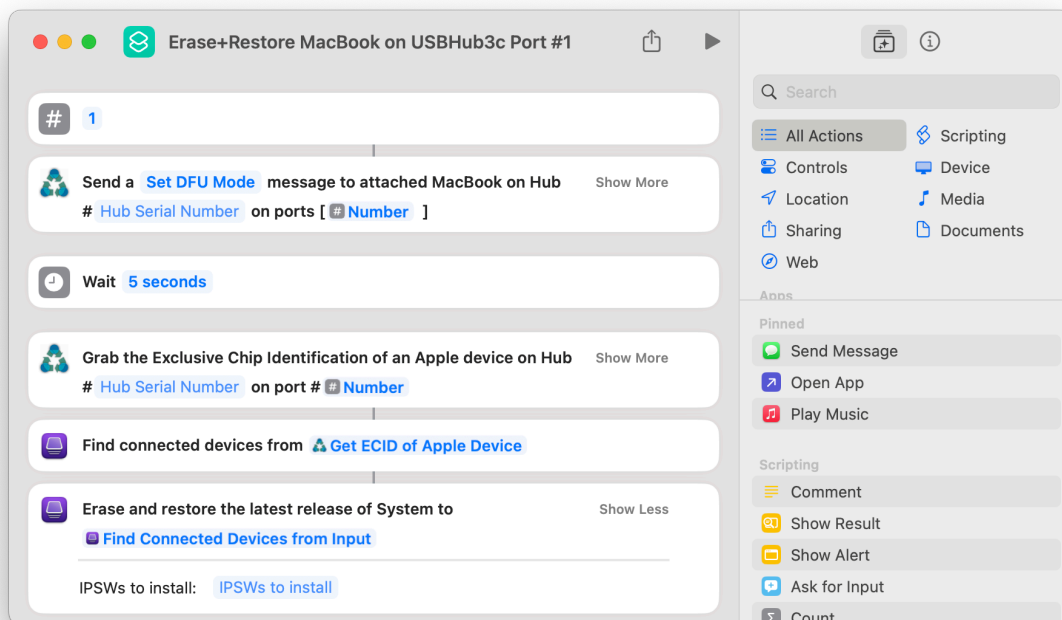 Erase+Restore MacBook on USBHub3c Port #1
# 1
Send a Set DFU Mode message to attached MacBook on Hub Show More
# Hub Serial Number on ports [ # Number ]
Wait 5 seconds
Grab the Exclusive Chip Identification of an Apple device on Hub Show More
# Hub Serial Number on port # # Number
Find connected devices from Get ECID of Apple Device
Erase and restore the latest release of System to Show Less
Find Connected Devices from Input
IPSWs to install: IPSWs to install
Search
All Actions Scripting
Controls Device
Location Media
Sharing Documents
Web
Apps
Pinned
Send Message
Open App
Play Music
Scripting
Comment
Show Result
Show Alert
Ask for Input
Count